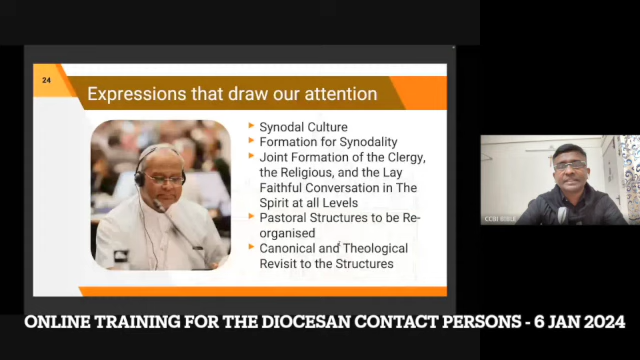 24
Expressions that draw our attention
Synodal Culture
Formation for Synodality
Joint Formation of the Clergy,
the Religious, and the Lay
Faithful Conversation in The
Spirit at all Levels
Pastoral Structures to be Re-
organised
Canonical and Theological
Revisit to the Structures
CCBI BIBLE
ONLINE TRAINING FOR THE DIOCESAN CONTACT PERSONS - 6 JAN 2024